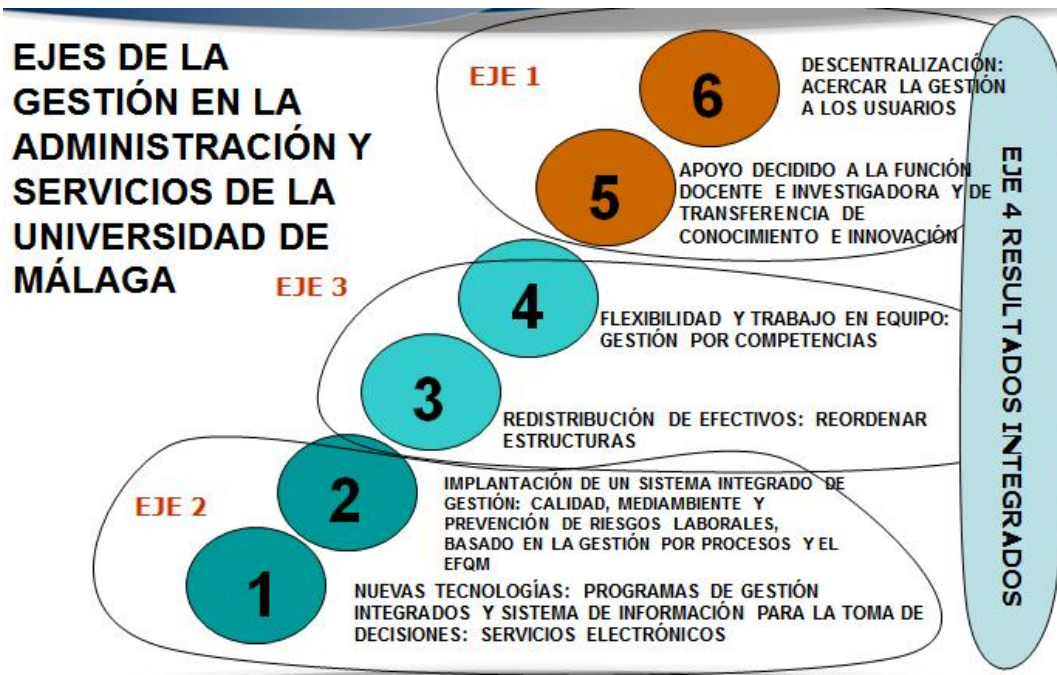 EJES DE LA
GESTIÓN EN LA
ADMINISTRACIÓN Y
SERVICIOS DE LA
UNIVERSIDAD DE
MÁLAGA
EJE 1
6
DESCENTRALIZACIÓN:
ACERCAR LA GESTIÓN
A LOS USUARIOS
5
APOYO DECIDIDO A LA FUNCIÓN
DOCENTE E INVESTIGADORA Y DE
TRANSFERENCIA DE
CONOCIMIENTO E INNOVACIÓN
EJE 3
4
FLEXIBILIDAD Y TRABAJO EN EQUIPO:
GESTIÓN POR COMPETENCIAS
3
REDISTRIBUCIÓN DE EFECTIVOS: REORDENAR
ESTRUCTURAS
EJE 2
2
IMPLANTACIÓN DE UN SISTEMA INTEGRADO DE
GESTIÓN: CALIDAD, MEDIAMBIENTE Y
PREVENCIÓN DE RIESGOS LABORALES,
BASADO EN LA GESTIÓN POR PROCESOS Y EL
EFQM
1
NUEVAS TECNOLOGÍAS: PROGRAMAS DE GESTIÓN
INTEGRADOS Y SISTEMA DE INFORMACIÓN PARA LA TOMA DE
DECISIONES: SERVICIOS ELECTRÓNICOS
EJE 4 RESULTADOS INTEGRADOS